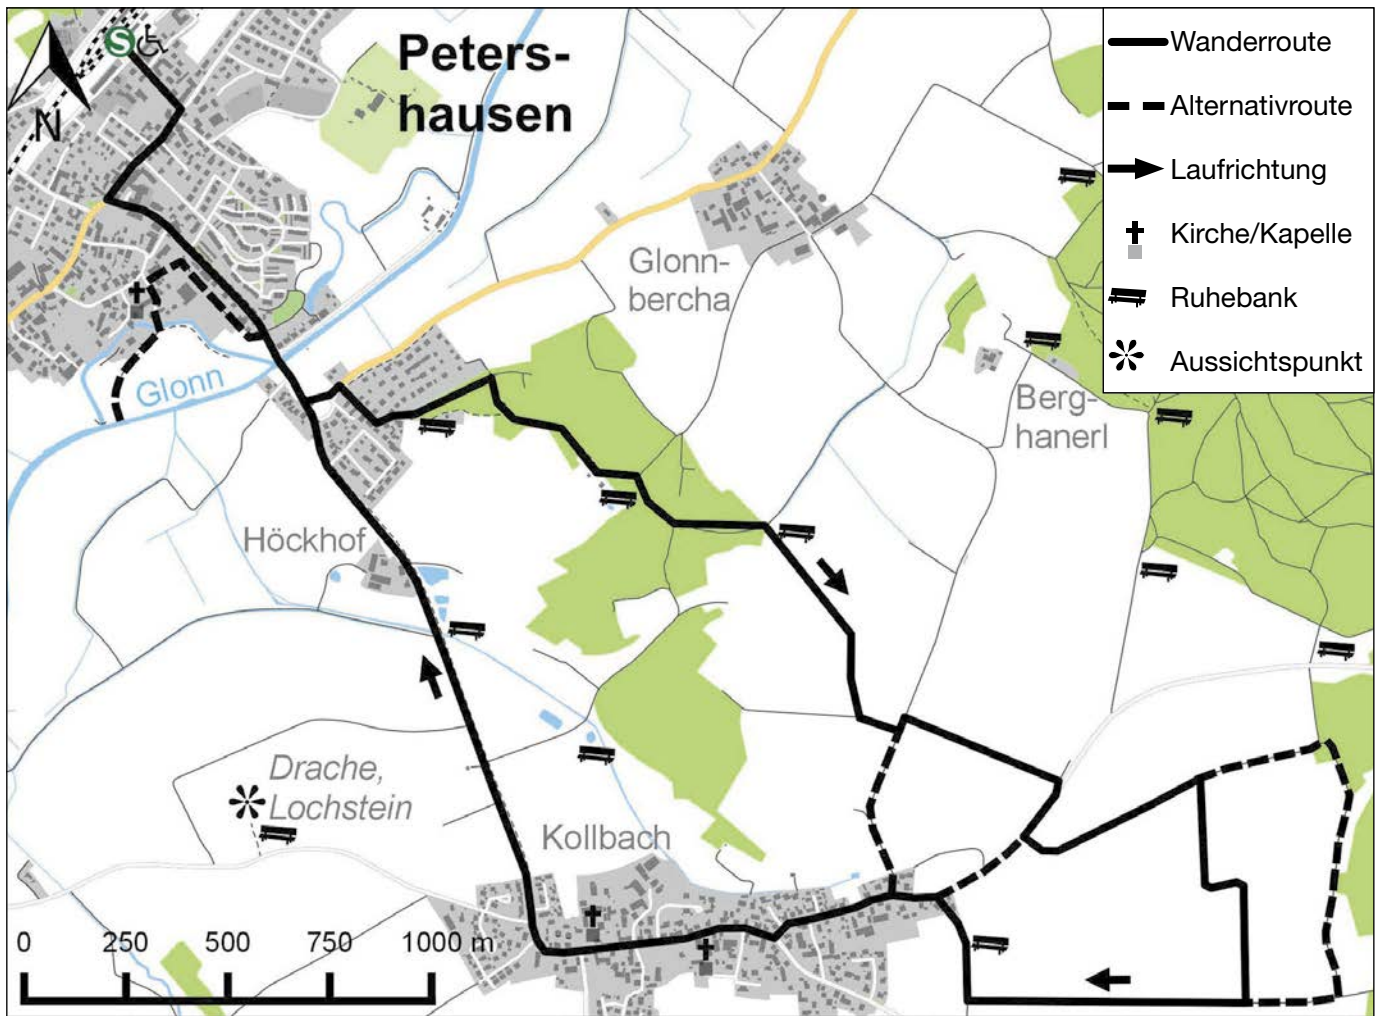 S
N
Peters-
hausen
Wanderroute
Alternativroute
Laufrichtung
Kirche/Kapelle
Ruhebank
Aussichtspunkt
Glonn-
bercha
Glonn
Berg-
hanerl
Höckhof
Drache,
Lochstein
Kollbach
0 250 500 750 1000 m